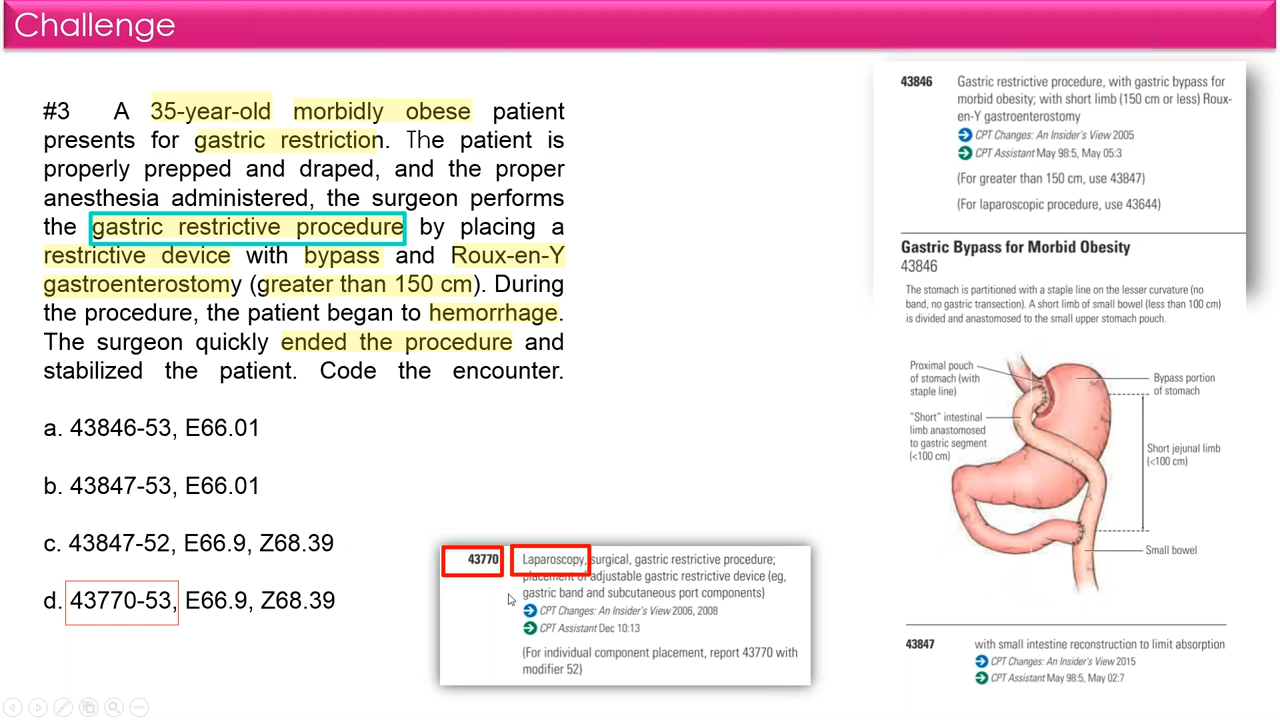 Challenge
#3 A 35-year-old morbidly obese patient
presents for gastric restriction. The patient is
properly prepped and draped, and the proper
anesthesia administered, the surgeon performs
the gastric restrictive procedure by placing a
restrictive device with bypass and Roux-en-Y
gastroenterostomy (greater than 150 cm). During
the procedure, the patient began to hemorrhage.
The surgeon quickly ended the procedure and
stabilized the patient. Code the encounter.
a. 43846-53, E66.01
b. 43847-53, E66.01
c. 43847-52, E66.9, Z68.39
d. 43770-53, E66.9, Z68.39
43770 Laparoscopy, surgical, gastric restrictive procedure;
placement of adjustable gastric restrictive device (eg,
gastric band and subcutaneous port components)
CPT Changes: An Insider's View 2006, 2008
CPT Assistant Dec 10:13
(For individual component placement, report 43770 with
modifier 52)
43846 Gastric restrictive procedure, with gastric bypass for
morbid obesity; with short limb (150 cm or less) Roux-
en-Y gastroenterostomy
CPT Changes: An Insider's View 2005
CPT Assistant May 98:5, May 05:3
(For greater than 150 cm, use 43847)
(For laparoscopic procedure, use 43644)
Gastric Bypass for Morbid Obesity
43846
The stomach is partitioned with a staple line on the lesser curvature (no
band, no gastric transection). A short limb of small bowel (less than 100 cm)
is divided and anastomosed to the small upper stomach pouch.
Proximal pouch
of stomach (with
staple line)
"Short" intestinal
limb anastomosed
to gastric segment
(<100 cm)
Bypass portion
of stomach
Short jejunal limb
(<100 cm)
Small bowel
43847 with small intestine reconstruction to limit absorption
CPT Changes: An Insider's View 2015
CPT Assistant May 98:5, May 02:7